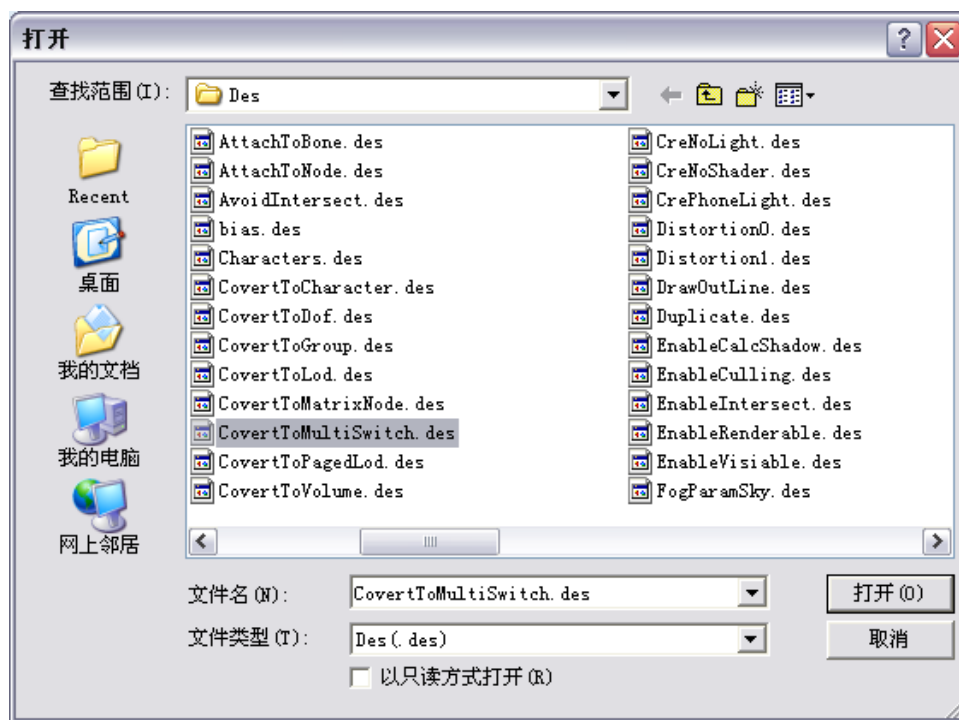 打开
查找范围(I):
Des
Recent
桌面
我的文档
我的电脑
网上邻居
AttachToBone.des
AttachToNode.des
AvoidIntersect.des
bias.des
Characters.des
CovertToCharacter.des
CovertToDof.des
CovertToGroup.des
CovertToLod.des
CovertToMatrixNode.des
CovertToMultiSwitch.des
CovertToPagedLod.des
CovertToVolume.des
CreNoLight.des
CreNoShader.des
CrePhoneLight.des
Distortion0.des
Distortion1.des
DrawOutLine.des
Duplicate.des
EnableCalcShadow.des
EnableCulling.des
EnableIntersect.des
EnableRenderable.des
EnableVisiable.des
FogParamSky.des
文件名(N):
CovertToMultiSwitch.des
打开(O)
文件类型(T):
Des(.des)
取消
以只读方式打开(R)